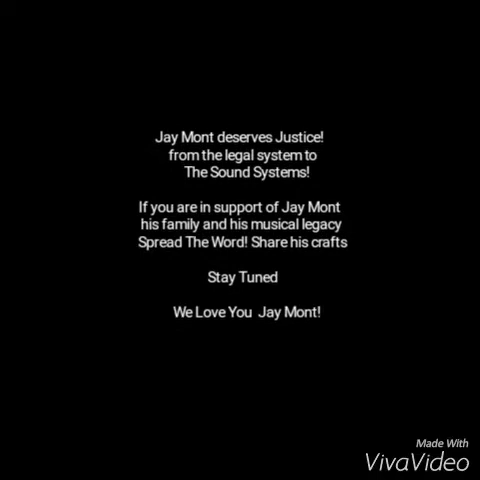 Jay Mont deserves Justice!
from the legal system to
The Sound Systems!
If you are in support of Jay Mont
his family and his musical legacy
Spread The Word! Share his crafts
Stay Tuned
We Love You Jay Mont!
Made With
VivaVideo